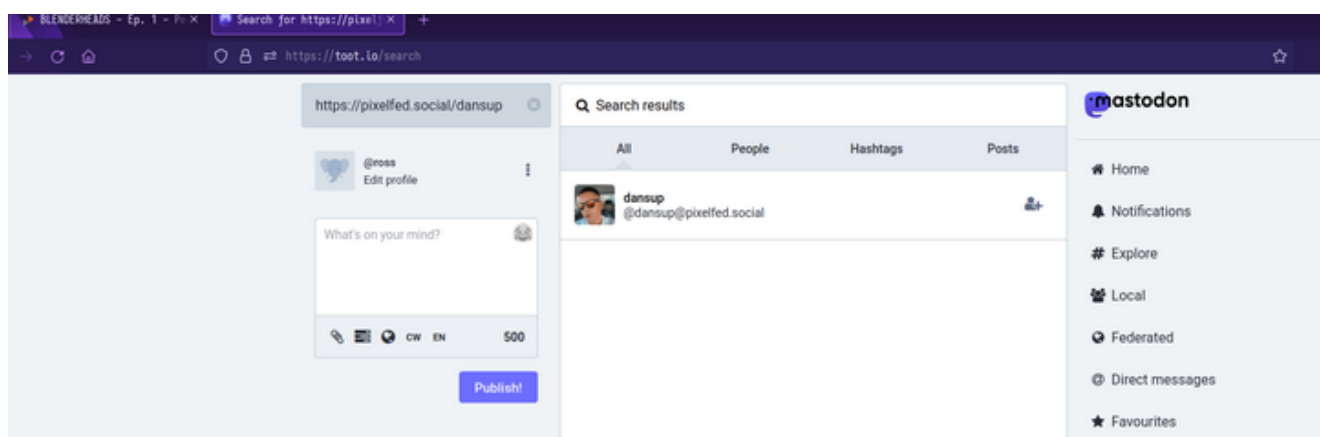 BLENDERHEADS - Ep. 1 - Pe
Search for https://pixelf
https://toot.io/search
https://pixelfed.social/dansup
@ross
Edit profile
What's on your mind?
CW EN 500
Publish!
Search results
All People Hashtags Posts
dansup
@dansup@pixelfed.social
mastodon
Home
Notifications
# Explore
Local
Federated
@ Direct messages
Favourites